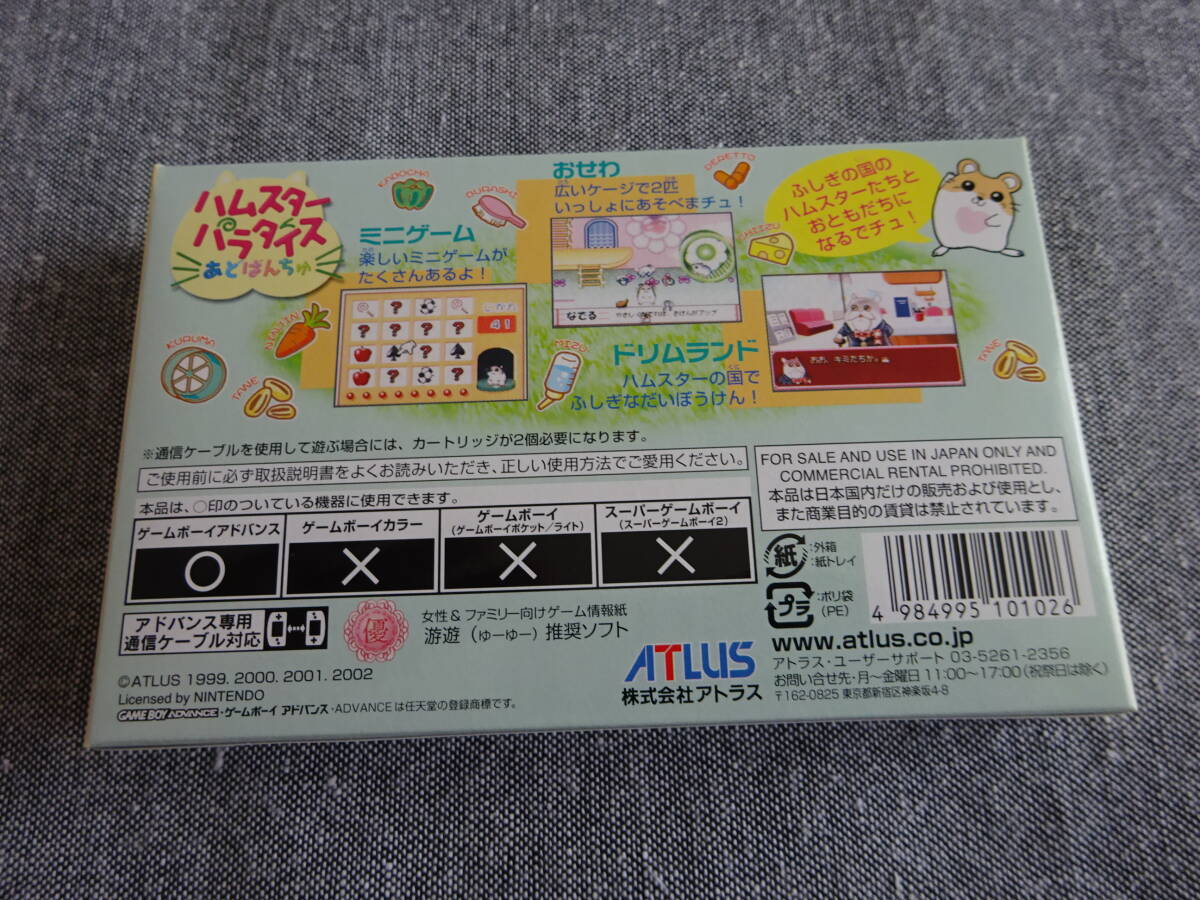 ハムスター
パラダイス
あどばんちゅ
KABOCHA
BURASHI
おせわ
広いケージで2匹
いっしょにあそべまチュ!
PERETTO
ふしぎの国の
ハムスターたちと
おともだちに
なるでチュ!
CHIIZU
ミニゲーム
楽しいミニゲームが
たくさんあるよ!
NINJIN
KURUMA
TANE
4!
なでる
MIZU
ドリムランド
ハムスターの国で
ふしぎなだいぼうけん!
おお、キミたちか。
TANE
※通信ケーブルを使用して遊ぶ場合には、カートリッジが2個必要になります。
ご使用前に必ず取扱説明書をよくお読みいただき、正しい使用方法でご愛用ください。
本品は、○印のついている機器に使用できます。
ゲームボーイアドバンス
ゲームボーイカラー
ゲームボーイ
(ゲームボーイポケット/ライト)
スーパーゲームボーイ
(スーパーゲームボーイ2)
○
×
×
×
FOR SALE AND USE IN JAPAN ONLY AND
COMMERCIAL RENTAL PROHIBITED.
本品は日本国内だけの販売および使用とし、
また商業目的の賃貸は禁止されています。
紙
:外箱
:紙トレイ
プラ
:ポリ袋
(PE)
4 984995 101026
アドバンス専用
通信ケーブル対応
優
女性&ファミリー向けゲーム情報紙
游遊(ゆーゆー)推奨ソフト
ATLUS
株式会社アトラス
www.atlus.co.jp
アトラス・ユーザーサポート 03-5261-2356
お問い合せ先・月〜金曜日 11:00〜17:00(祝祭日は除く)
〒162-0825 東京都新宿区神楽坂4-8
©ATLUS 1999. 2000. 2001. 2002
Licensed by NINTENDO
GAME BOY ADVANCE・ゲームボーイ アドバンス・ADVANCEは任天堂の登録商標です。